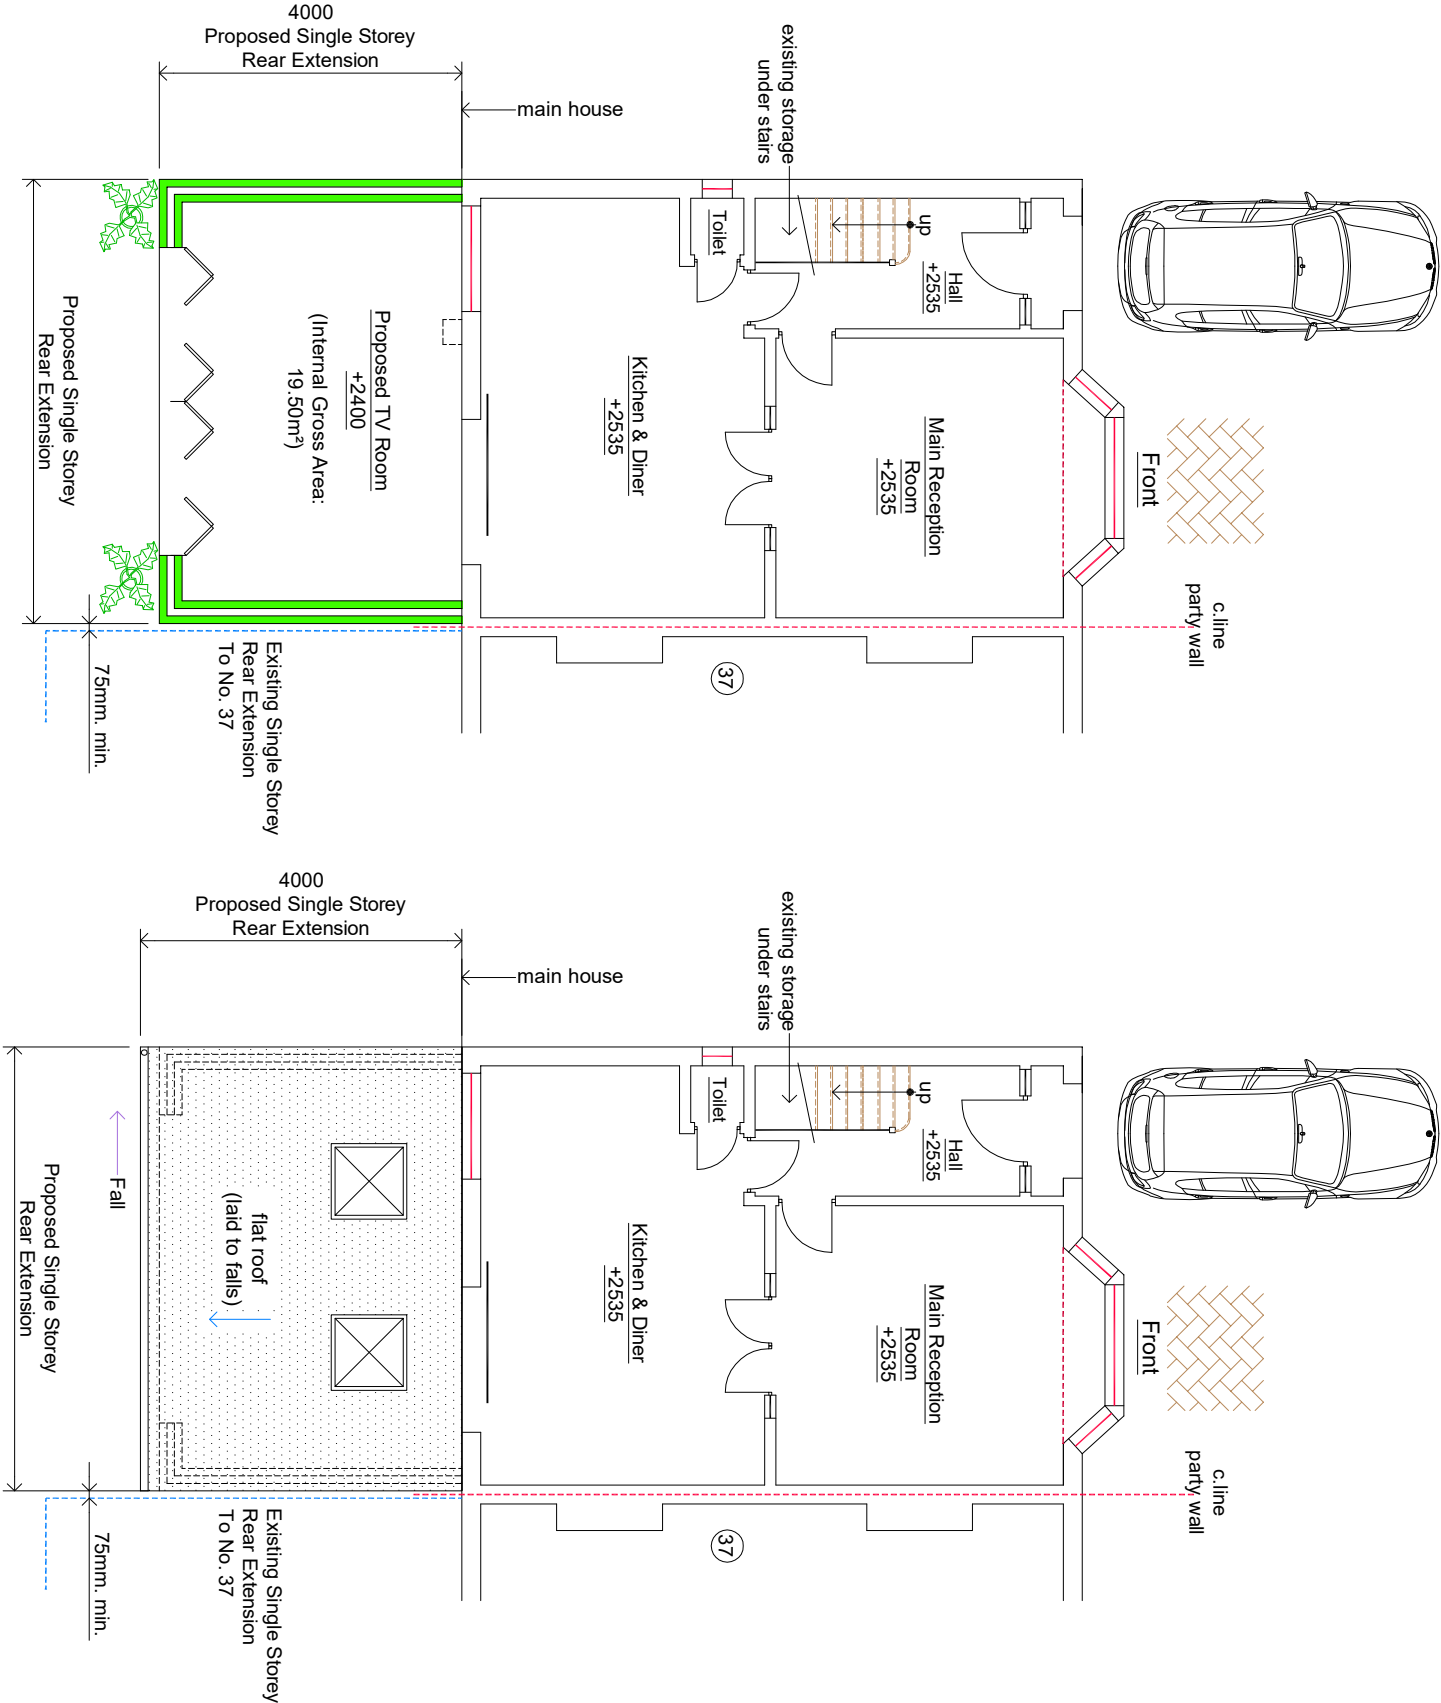 4000
Proposed Single Storey
Rear Extension
main house
existing storage
under stairs
up
Toilet
Hall
+2535
Front
Main Reception
Room
+2535
Kitchen & Diner
+2535
Proposed TV Room
+2400
(Internal Gross Area:
19.50m²)
Proposed Single Storey
Rear Extension
c.line
party wall
37
Existing Single Storey
Rear Extension
To No. 37
75mm. min.
4000
Proposed Single Storey
Rear Extension
main house
existing storage
under stairs
up
Toilet
Hall
+2535
Front
Main Reception
Room
+2535
Kitchen & Diner
+2535
flat roof
(laid to falls)
Fall
Proposed Single Storey
Rear Extension
c.line
party wall
37
Existing Single Storey
Rear Extension
To No. 37
75mm. min.